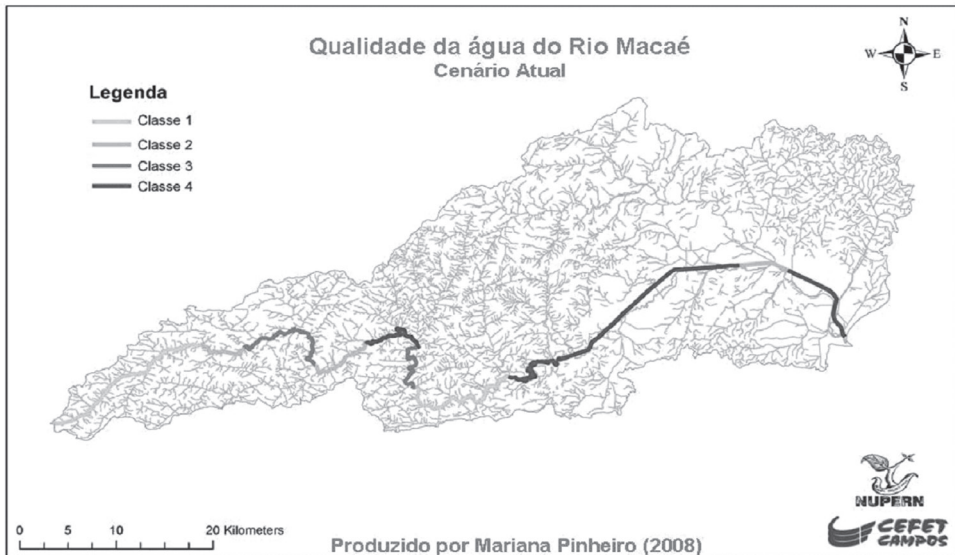 Qualidade da água do Rio Macaé
Cenário Atual
N
W E
S
Legenda
Classe 1
Classe 2
Classe 3
Classe 4
0 5 10 20 Kilometers
Produzido por Mariana Pinheiro (2008)
NUPERN
CEFET
CAMPOS